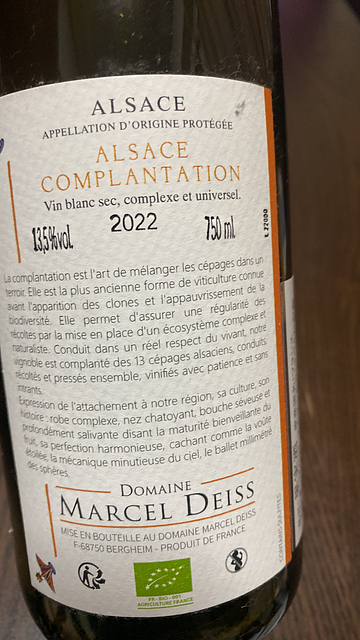 ALSACE
APPELLATION D'ORIGINE PROTÉGÉE
ALSACE
COMPLANTATION
Vin blanc sec, complexe et universel.
13,5%vol. 2022 750 ml
L 22080
La complantation est l'art de mélanger les cépages dans un
terroir. Elle est la plus ancienne forme de viticulture connue
avant l'apparition des clones et l'appauvrissement de la
biodiversité. Elle permet d'assurer une régularité des
récoltes par la mise en place d'un écosystème complexe et
naturaliste. Conduit dans un réel respect du vivant, notre
vignoble est complanté des 13 cépages alsaciens, conduits,
récoltés et pressés ensemble, vinifiés avec patience et sans
intrants.
Expression de l'attachement à notre région, sa culture, son
histoire : robe complexe, nez chatoyant, bouche séveuse et
profondément salivante disant la maturité bienveillante du
fruit, sa perfection harmonieuse, cachant comme la voûte
étoilée, la mécanique minutieuse du ciel, le ballet millimétré
des sphères.
DOMAINE
MARCEL DEISS
MISE EN BOUTEILLE AU DOMAINE MARCEL DEISS
F-68750 BERGHEIM - PRODUIT DE FRANCE
FR-BIO-001
AGRICULTURE FRANCE
CONTAINS SULFITES